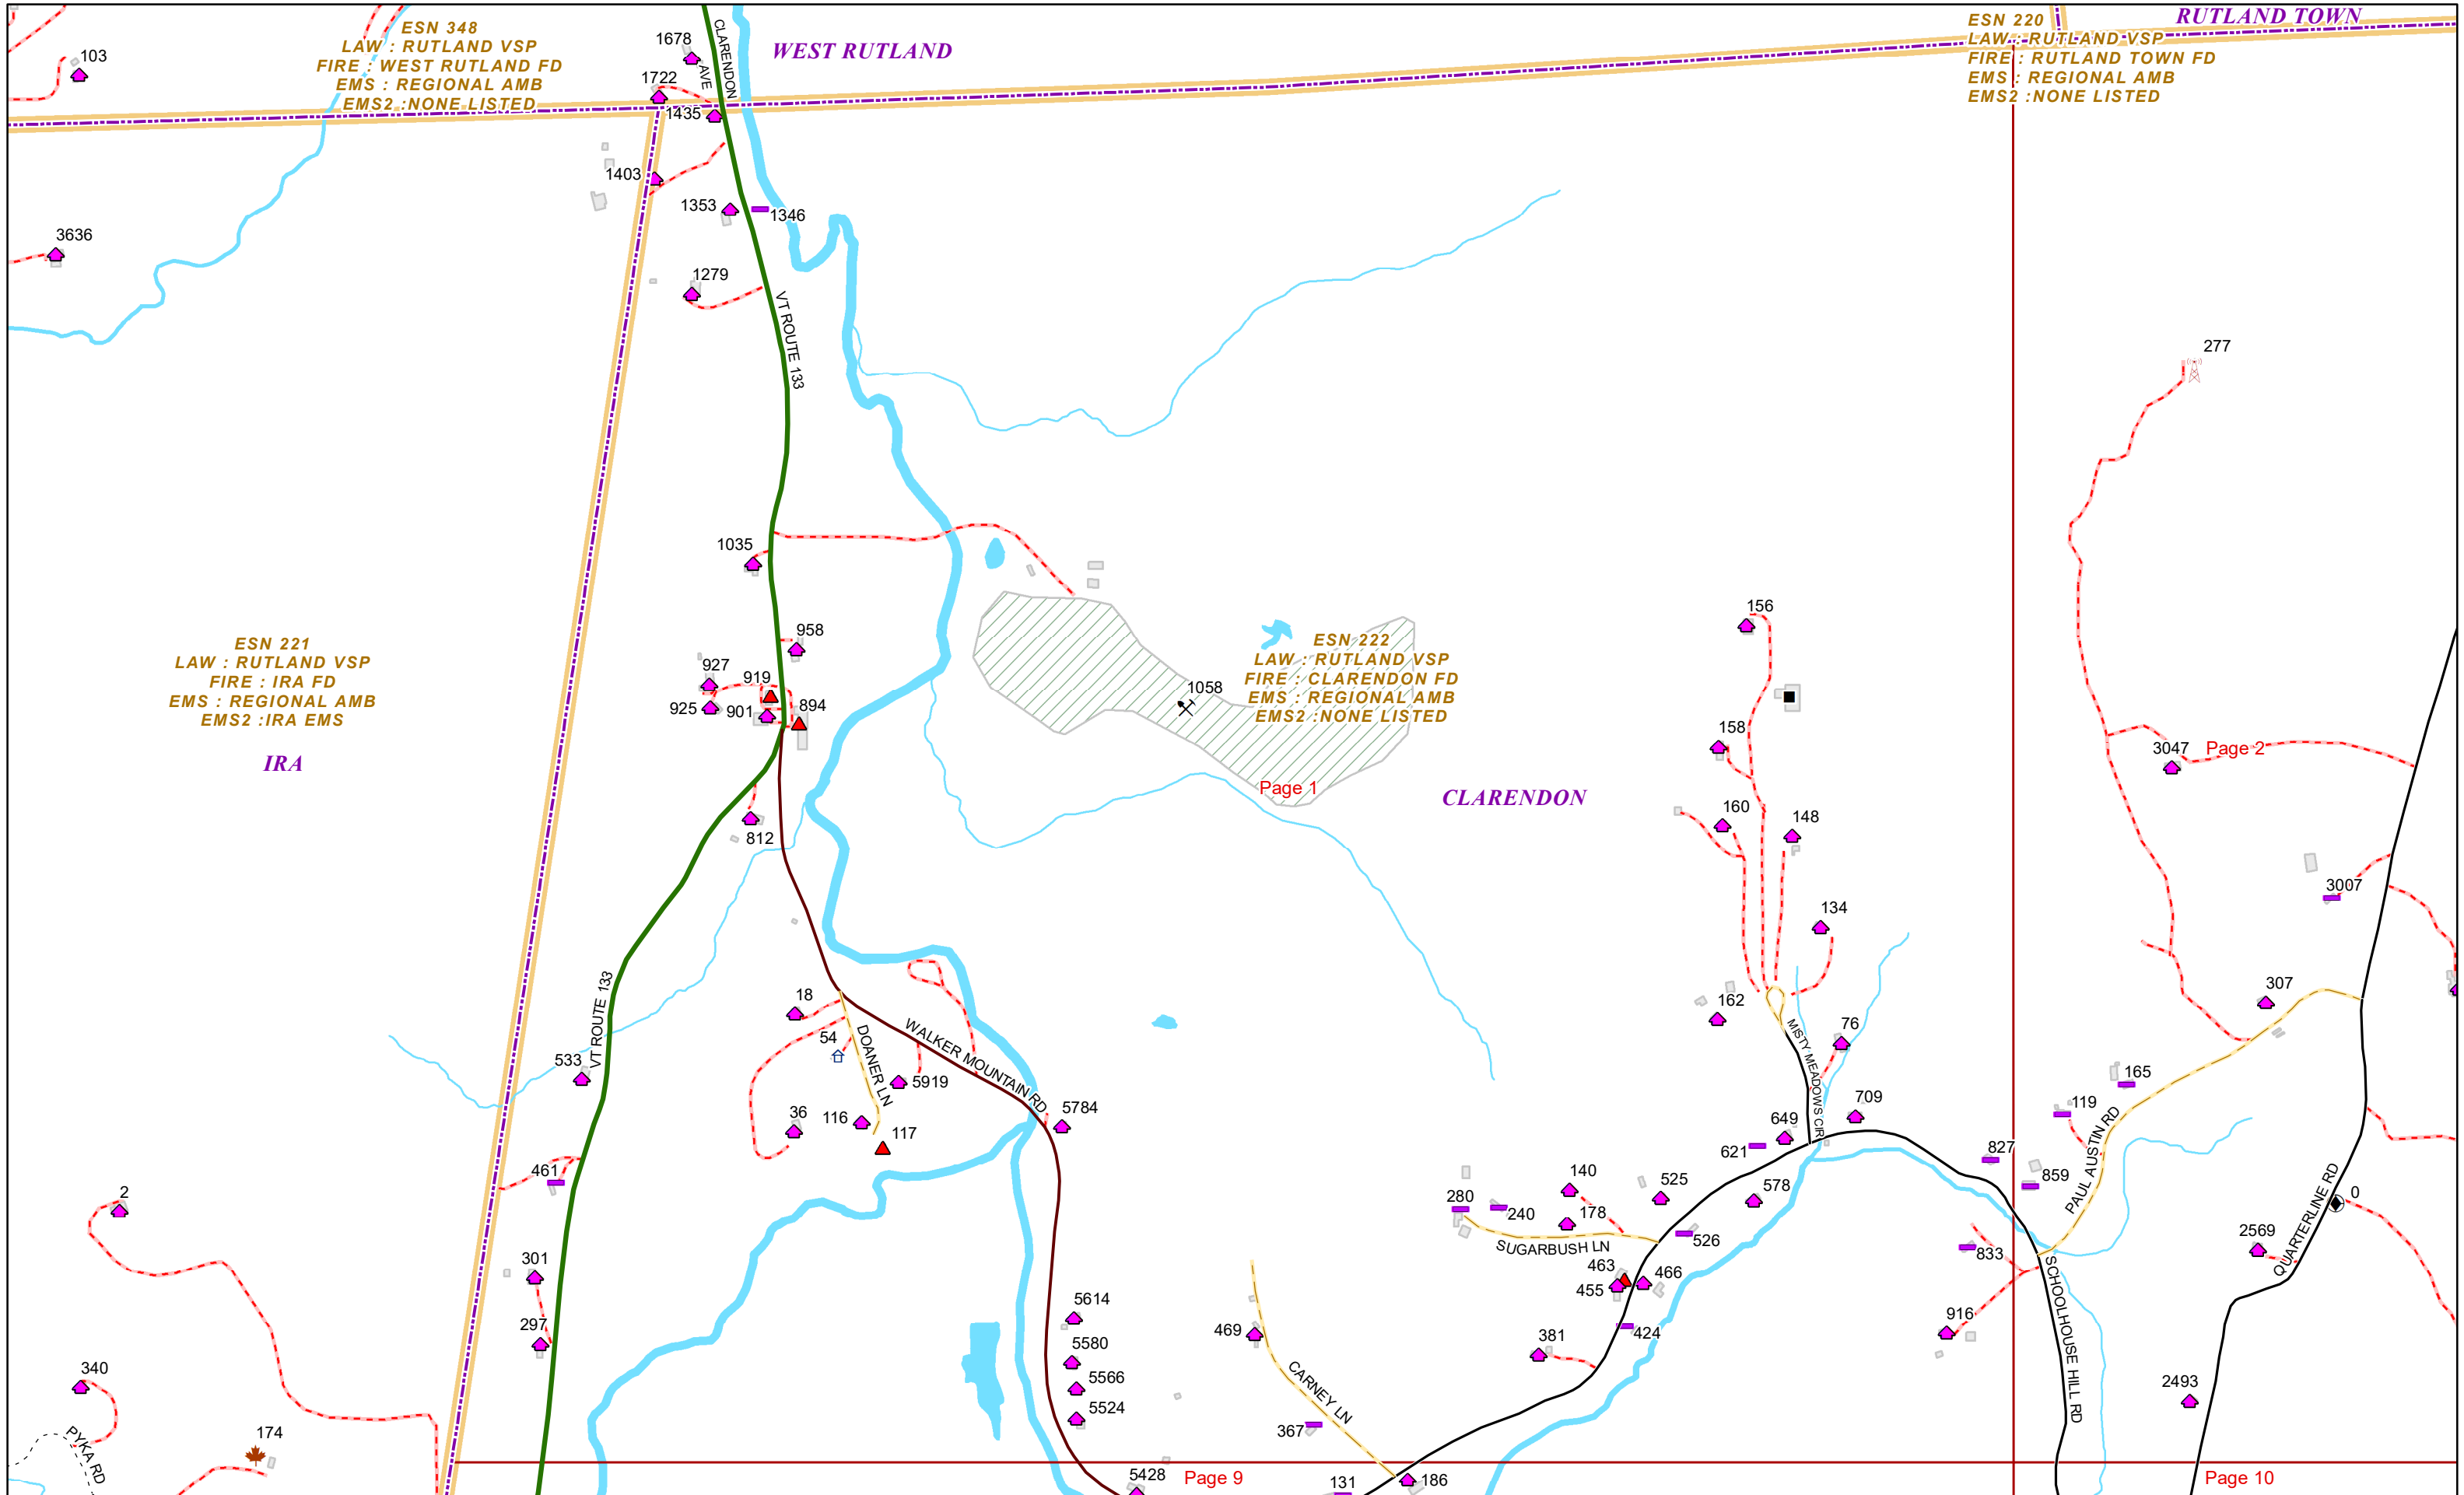 ESN 348
LAW : RUTLAND VSP
FIRE : WEST RUTLAND FD
EMS : REGIONAL AMB
EMS2 :NONE LISTED
WEST RUTLAND
ESN 220
LAW : RUTLAND VSP
FIRE : RUTLAND TOWN FD
EMS : REGIONAL AMB
EMS2 :NONE LISTED
RUTLAND TOWN
103
1678
CLARENDON
AVE
1722
1435
1403
1353
1346
3636
1279
VT ROUTE 133
277
1035
958
927
919
925
901
894
812
ESN 221
LAW : RUTLAND VSP
FIRE : IRA FD
EMS : REGIONAL AMB
EMS2 :IRA EMS
IRA
1058
ESN 222
LAW : RUTLAND VSP
FIRE : CLARENDON FD
EMS : REGIONAL AMB
EMS2 :NONE LISTED
Page 1
CLARENDON
156
158
160
148
134
162
MISTY MEADOWS CIR
76
3047
Page 2
3007
307
165
119
PAUL AUSTIN RD
VT ROUTE 133
18
54
DOANER LN
WALKER MOUNTAIN RD
533
5919
36
116
117
5784
709
649
621
827
859
140
525
578
280
240
178
526
SUGARBUSH LN
833
0
QUARTERLINE RD
2569
461
2
301
297
463
455
466
424
381
916
SCHOOLHOUSE HILL RD
2493
5614
5580
5566
5524
469
CARNEY LN
367
340
PYKA RD
174
5428
Page 9
131
186
Page 10